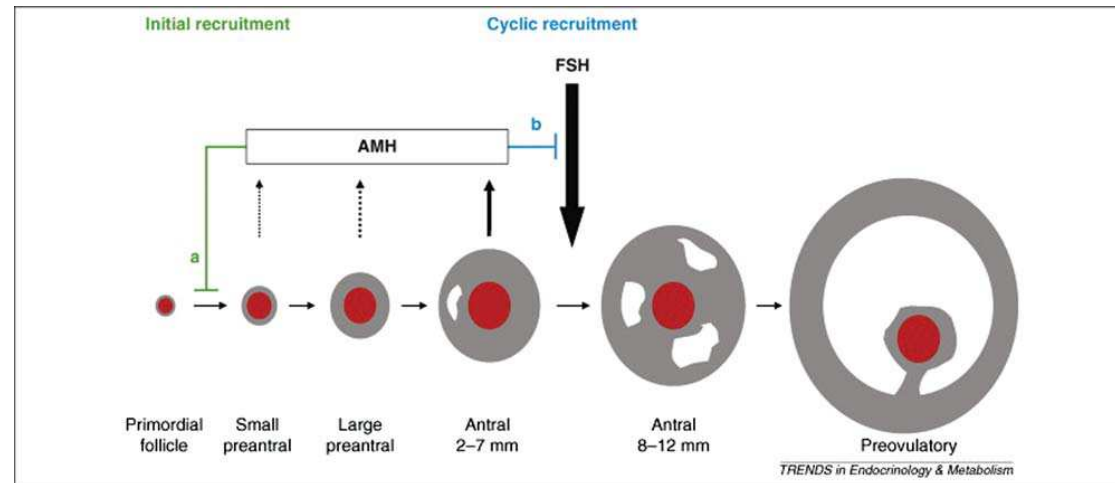 Initial recruitment
Cyclic recruitment
FSH
b
AMH
a
Primordial
follicle
Small
preantral
Large
preantral
Antral
2–7 mm
Antral
8–12 mm
Preovulatory
TRENDS in Endocrinology & Metabolism